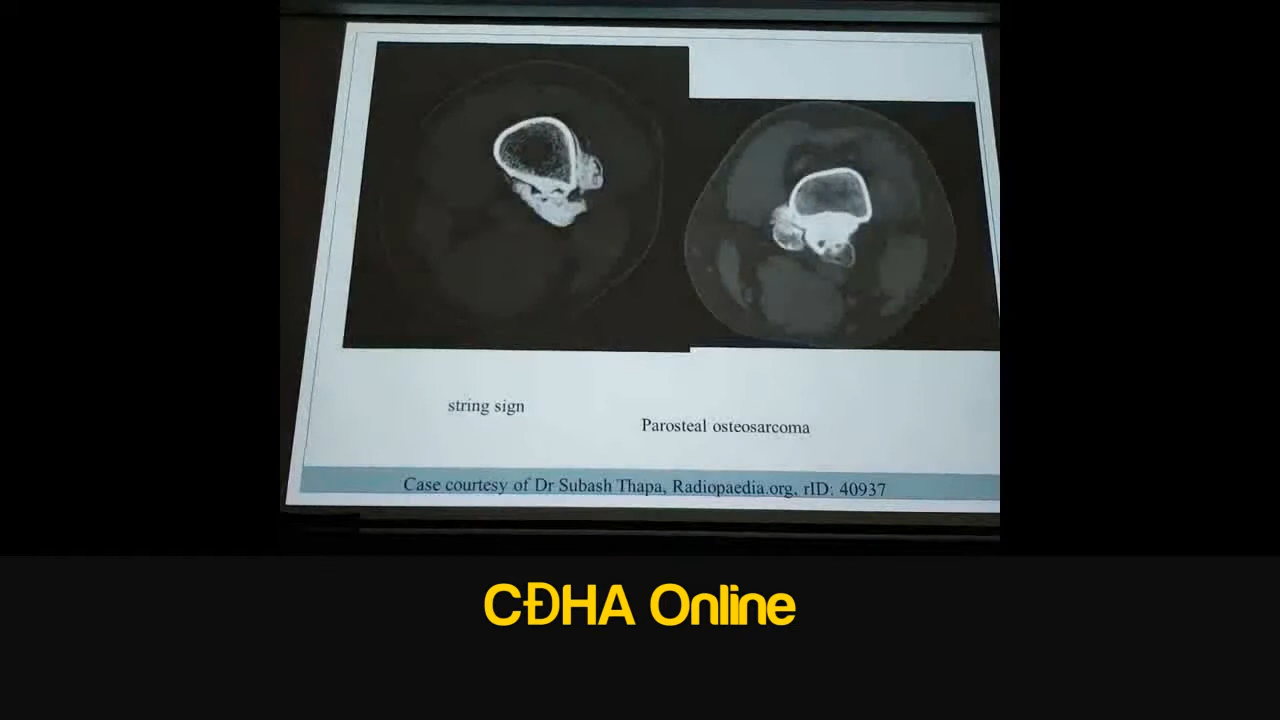 string sign
Parosteal osteosarcoma
Case courtesy of Dr Subash Thapa, Radiopaedia.org, rID: 40937
CĐHA Online